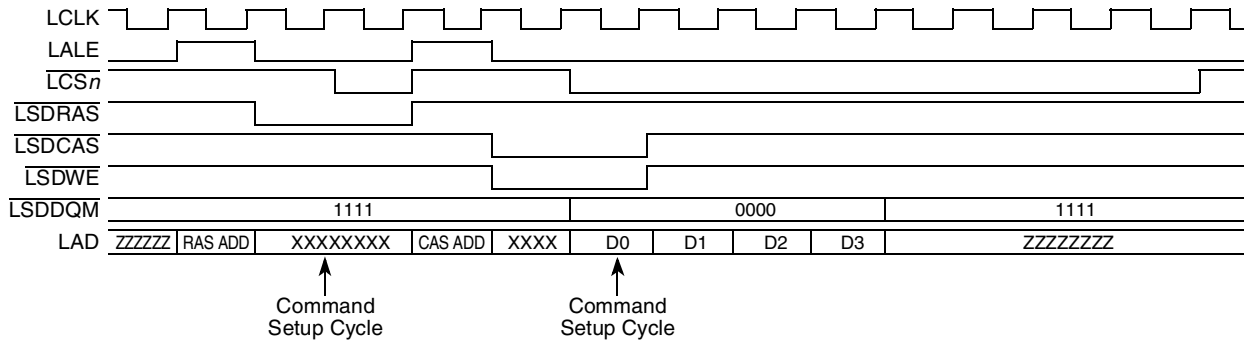 LCLK
LALE
LCSn
LSDRAS
LSDCAS
LSDWE
LSDDQM 1111 0000 1111
LAD ZZZZZZ RAS ADD XXXXXXXX CAS ADD XXXX D0 D1 D2 D3 ZZZZZZZZ
Command
Setup Cycle
Command
Setup Cycle